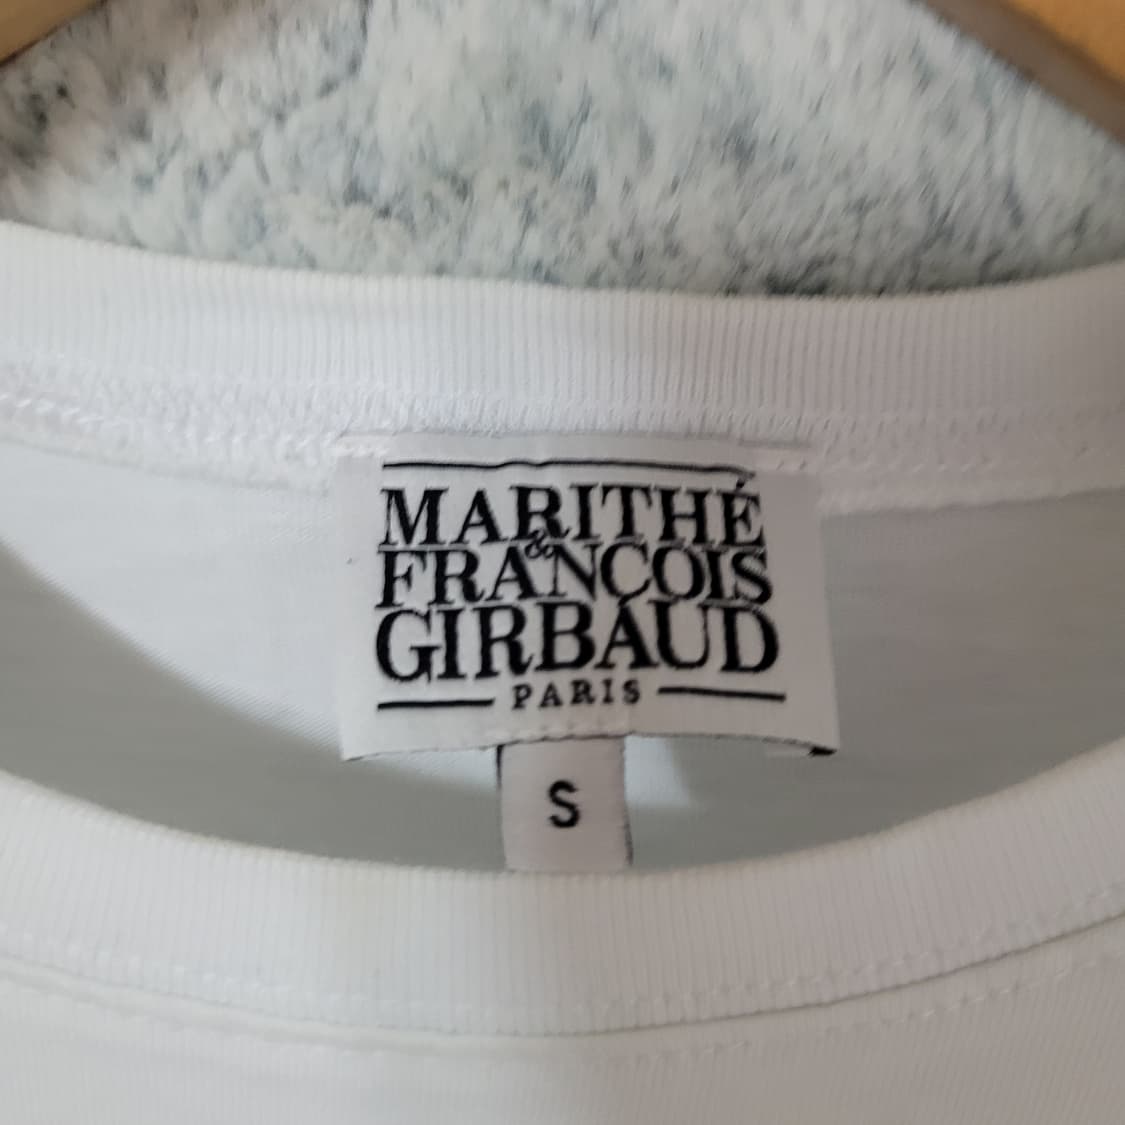 MARITHÉ
&
FRANÇOIS
GIRBAUD
PARIS
S